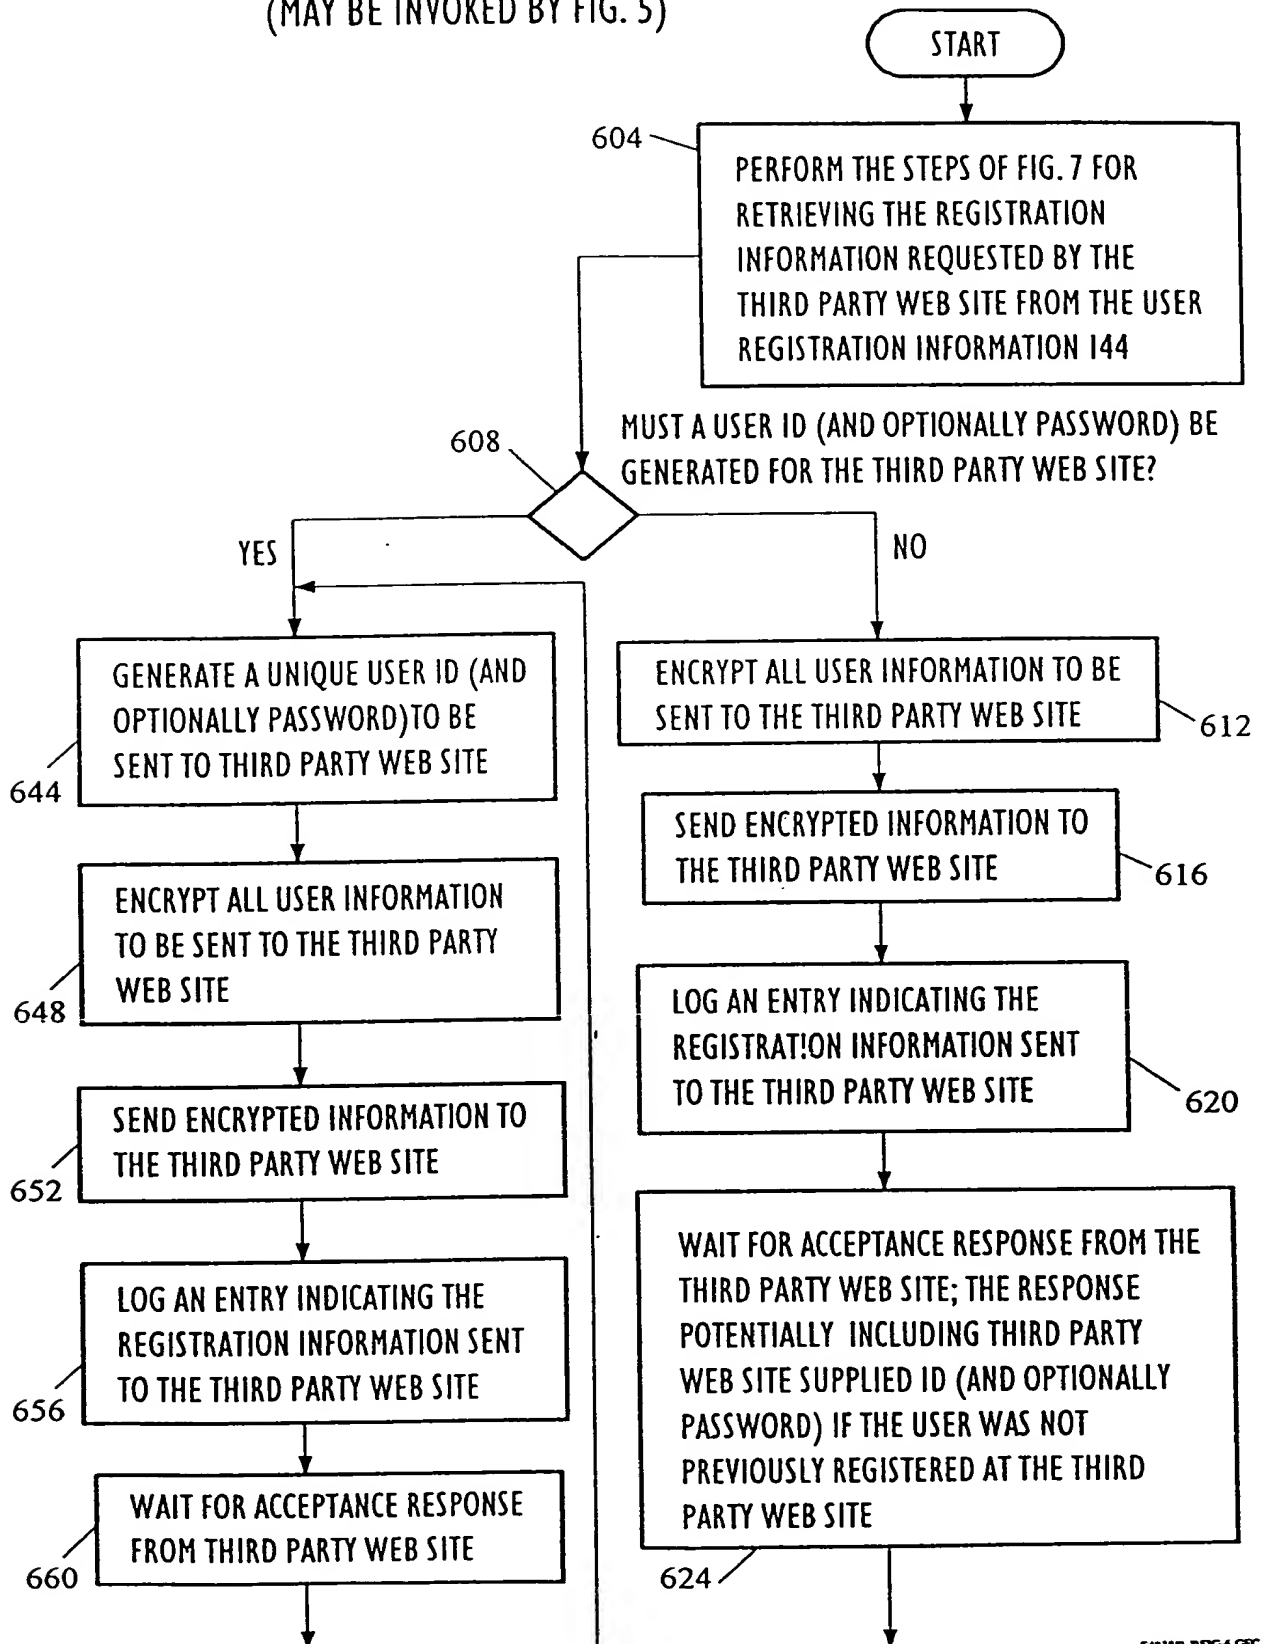 (MAY BE INVOKED BY FIG. 5)
START
604
PERFORM THE STEPS OF FIG. 7 FOR
RETRIEVING THE REGISTRATION
INFORMATION REQUESTED BY THE
THIRD PARTY WEB SITE FROM THE USER
REGISTRATION INFORMATION 144
608
MUST A USER ID (AND OPTIONALLY PASSWORD) BE
GENERATED FOR THE THIRD PARTY WEB SITE?
YES
NO
GENERATE A UNIQUE USER ID (AND
OPTIONALLY PASSWORD)TO BE
SENT TO THIRD PARTY WEB SITE
644
ENCRYPT ALL USER INFORMATION
TO BE SENT TO THE THIRD PARTY
WEB SITE
648
SEND ENCRYPTED INFORMATION TO
THE THIRD PARTY WEB SITE
652
LOG AN ENTRY INDICATING THE
REGISTRATION INFORMATION SENT
TO THE THIRD PARTY WEB SITE
656
WAIT FOR ACCEPTANCE RESPONSE
FROM THIRD PARTY WEB SITE
660
ENCRYPT ALL USER INFORMATION TO BE
SENT TO THE THIRD PARTY WEB SITE
612
SEND ENCRYPTED INFORMATION TO
THE THIRD PARTY WEB SITE
616
LOG AN ENTRY INDICATING THE
REGISTRATION INFORMATION SENT
TO THE THIRD PARTY WEB SITE
620
WAIT FOR ACCEPTANCE RESPONSE FROM THE
THIRD PARTY WEB SITE; THE RESPONSE
POTENTIALLY INCLUDING THIRD PARTY
WEB SITE SUPPLIED ID (AND OPTIONALLY
PASSWORD) IF THE USER WAS NOT
PREVIOUSLY REGISTERED AT THE THIRD
PARTY WEB SITE
624